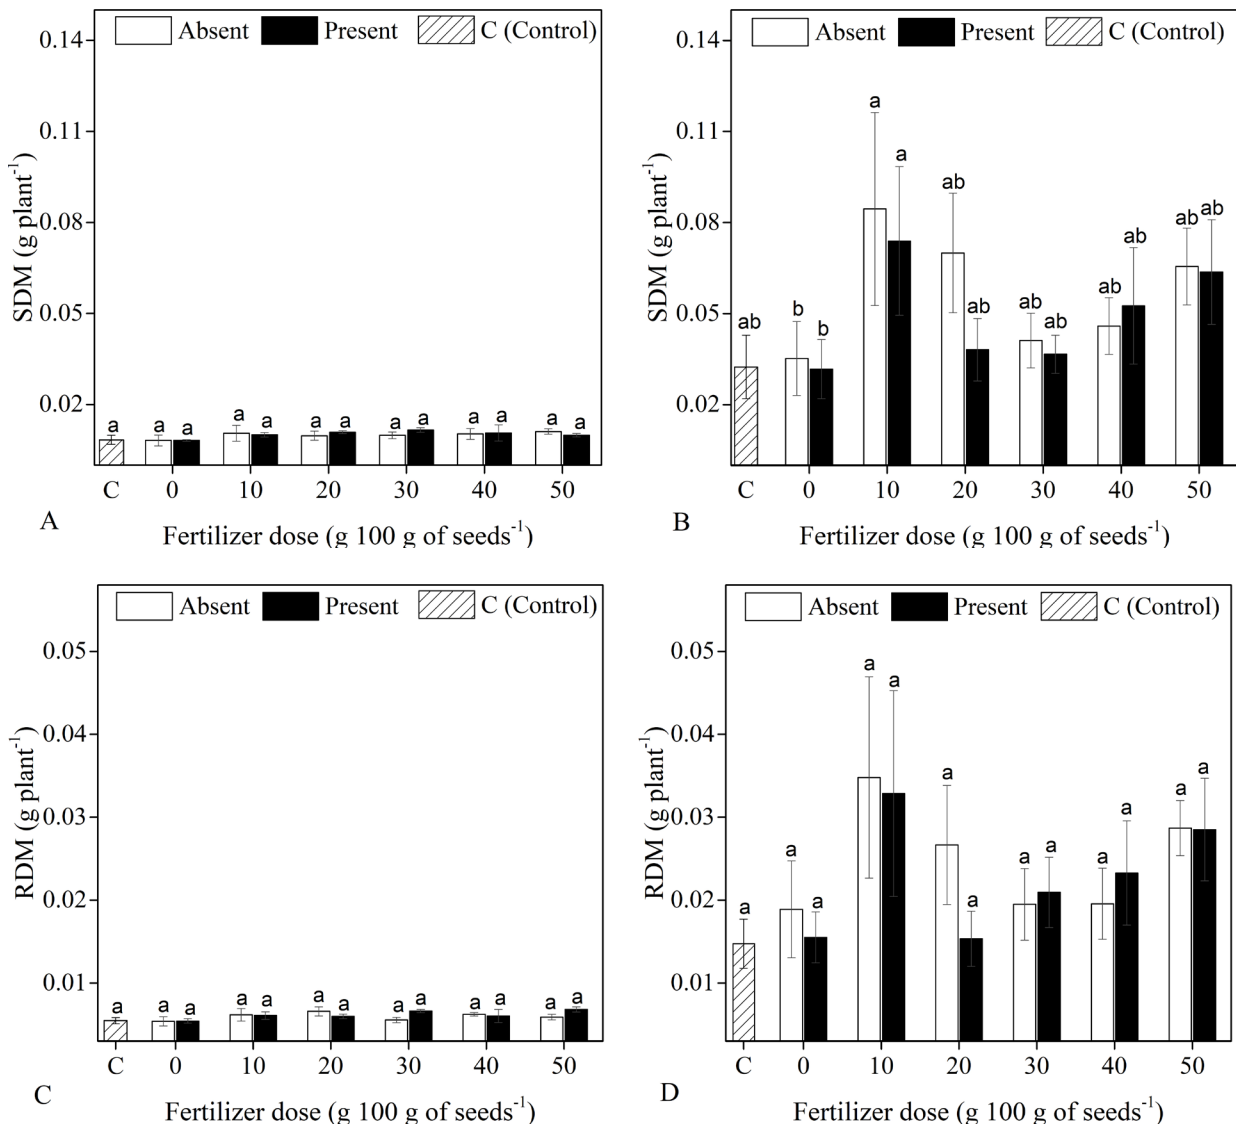 Absent Present C (Control)
0.14
0.11
0.08
0.05
0.02
SDM (g plant⁻¹)
a a a a a a a a a a a a a
C 0 10 20 30 40 50
A
Fertilizer dose (g 100 g of seeds⁻¹)
Absent Present C (Control)
0.14
0.11
0.08
0.05
0.02
SDM (g plant⁻¹)
ab b b a a ab ab ab ab ab ab ab ab
C 0 10 20 30 40 50
B
Fertilizer dose (g 100 g of seeds⁻¹)
Absent Present C (Control)
0.05
0.04
0.03
0.02
0.01
RDM (g plant⁻¹)
a a a a a a a a a a a a a
C 0 10 20 30 40 50
C
Fertilizer dose (g 100 g of seeds⁻¹)
Absent Present C (Control)
0.05
0.04
0.03
0.02
0.01
RDM (g plant⁻¹)
a a a a a a a a a a a a a
C 0 10 20 30 40 50
D
Fertilizer dose (g 100 g of seeds⁻¹)